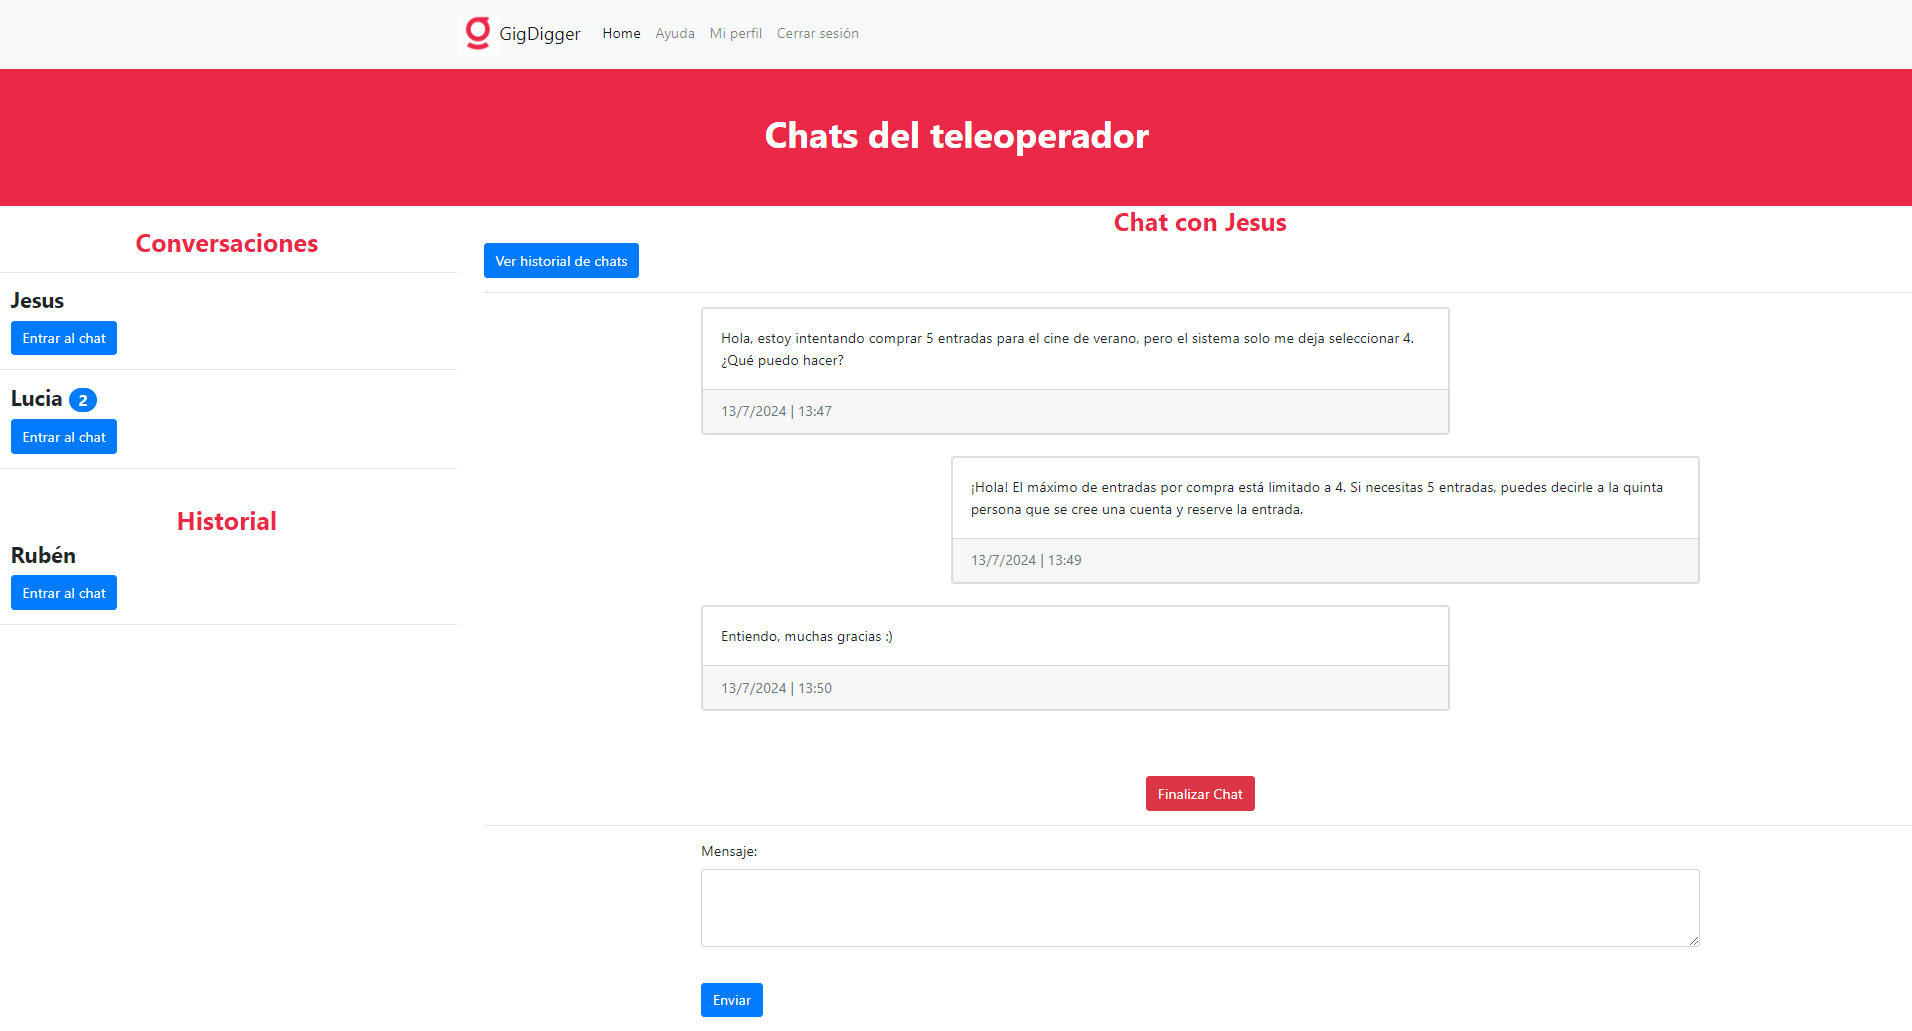 GigDigger Home Ayuda Mi perfil Cerrar sesión
Chats del teleoperador
Conversaciones
Jesus
Entrar al chat
Lucia 2
Entrar al chat
Historial
Rubén
Entrar al chat
Chat con Jesus
Ver historial de chats
Hola, estoy intentando comprar 5 entradas para el cine de verano, pero el sistema solo me deja seleccionar 4.
¿Qué puedo hacer?
13/7/2024 | 13:47
¡Hola! El máximo de entradas por compra está limitado a 4. Si necesitas 5 entradas, puedes decirle a la quinta
persona que se cree una cuenta y reserve la entrada.
13/7/2024 | 13:49
Entiendo, muchas gracias :)
13/7/2024 | 13:50
Finalizar Chat
Mensaje:
Enviar